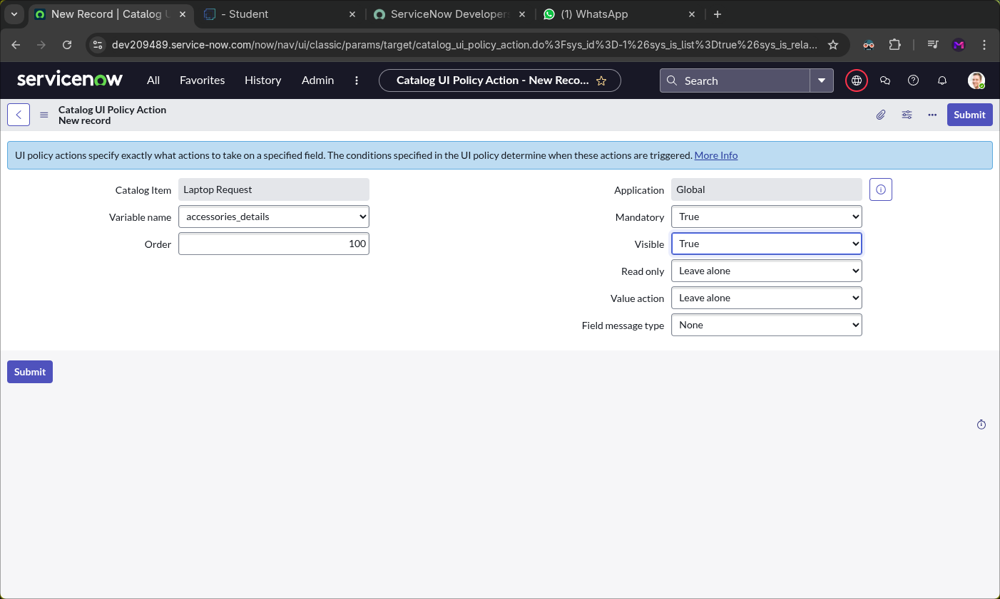 New Record | Catalog U
- Student
ServiceNow Developers
(1) WhatsApp
dev209489.service-now.com/now/nav/ui/classic/params/target/catalog_ui_policy_action.do%3Fsys_id%3D-1%26sys_is_list%3Dtrue%26sys_is_rela...
servicenow
All
Favorites
History
Admin
Catalog UI Policy Action - New Reco...
Search
Catalog UI Policy Action
New record
Submit
UI policy actions specify exactly what actions to take on a specified field. The conditions specified in the UI policy determine when these actions are triggered. More Info
Catalog Item
Laptop Request
Application
Global
Variable name
accessories_details
Mandatory
True
Order
100
Visible
True
Read only
Leave alone
Value action
Leave alone
Field message type
None
Submit